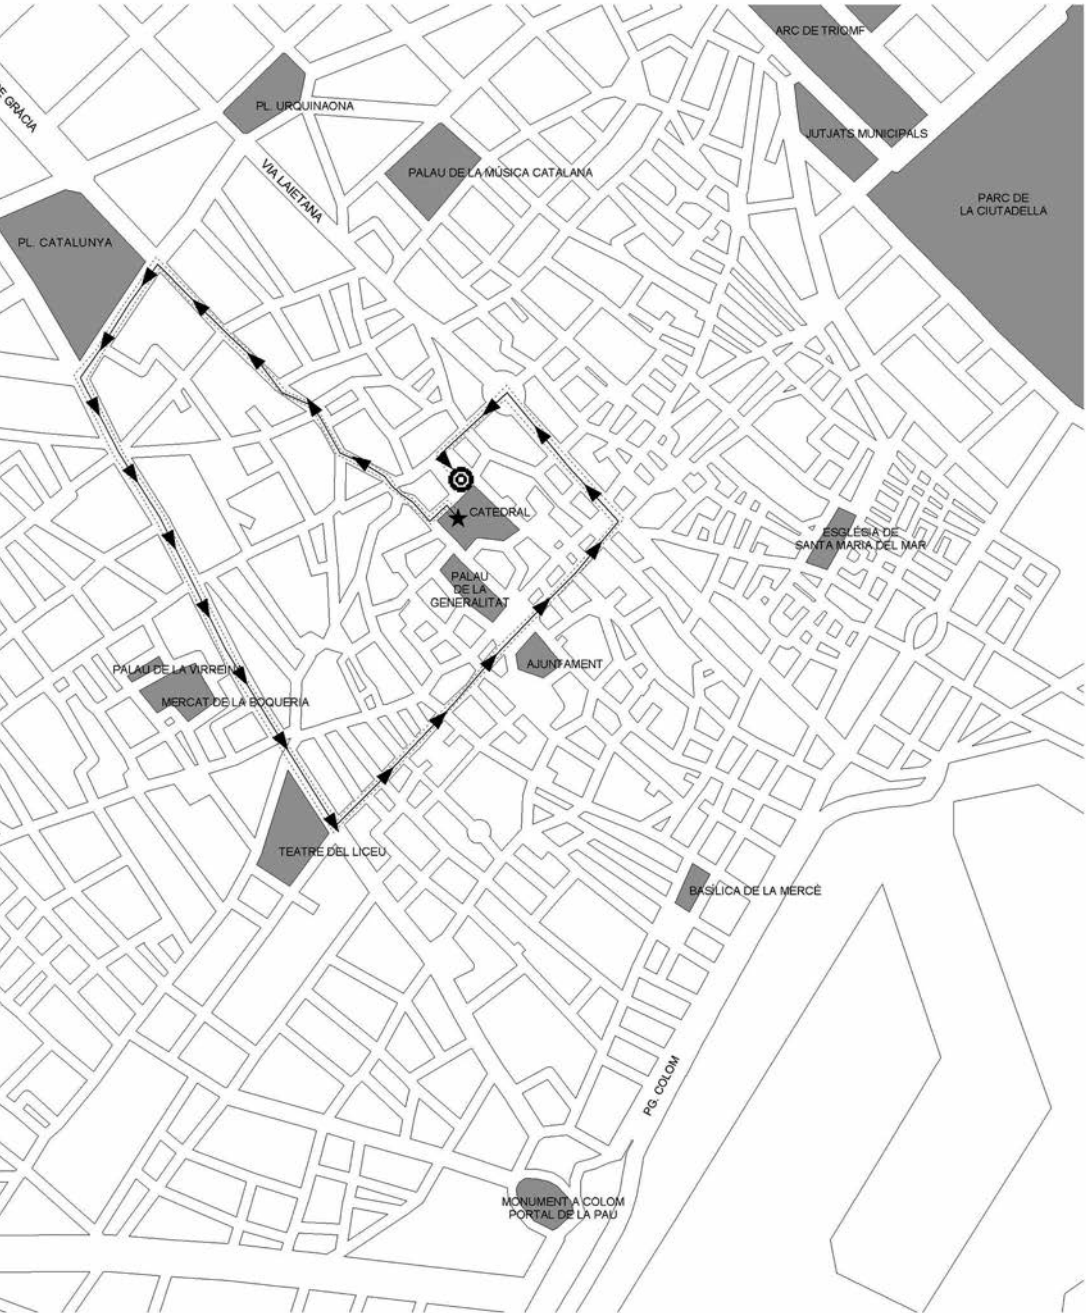 ARC DE TRIOMF
E GRÀCIA
PL. URQUINAONA
JUTJATS MUNICIPALS
PALAU DE LA MÚSICA CATALANA
VIA LAIETANA
PARC DE
LA CIUTADELLA
PL. CATALUNYA
CATEDRAL
ESGLÉSIA DE
SANTA MARIA DEL MAR
PALAU
DE LA
GENERALITAT
AJUNTAMENT
PALAU DE LA VIRREINA
MERCAT DE LA BOQUERIA
TEATRE DEL LICEU
BASÍLICA DE LA MERCÈ
PG. COLOM
MONUMENT A COLOM
PORTAL DE LA PAU